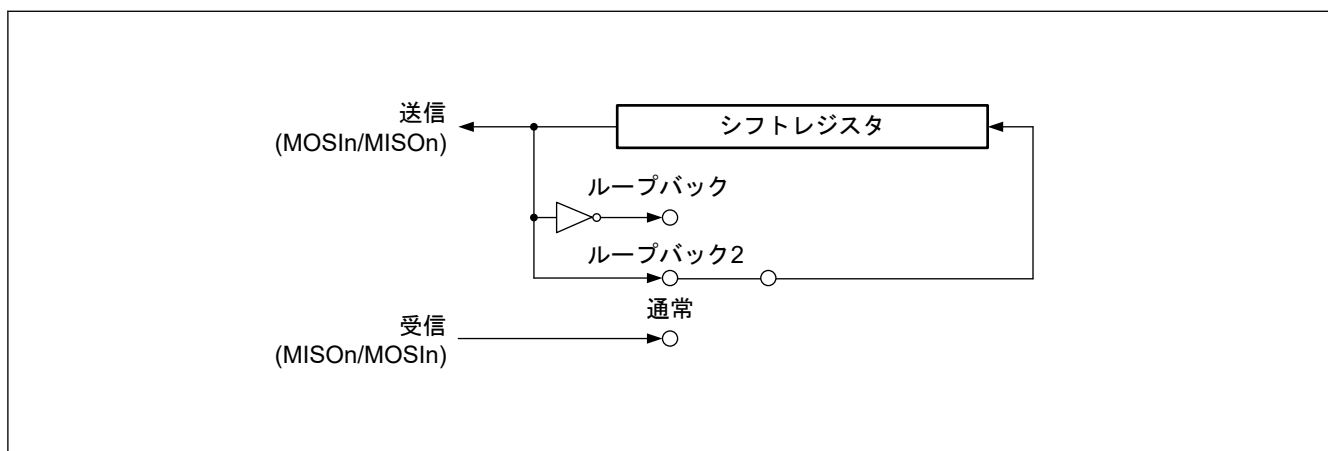 送信
(MOSIn/MISOn)
シフトレジスタ
ループバック
ループバック2
通常
受信
(MISOn/MOSIn)